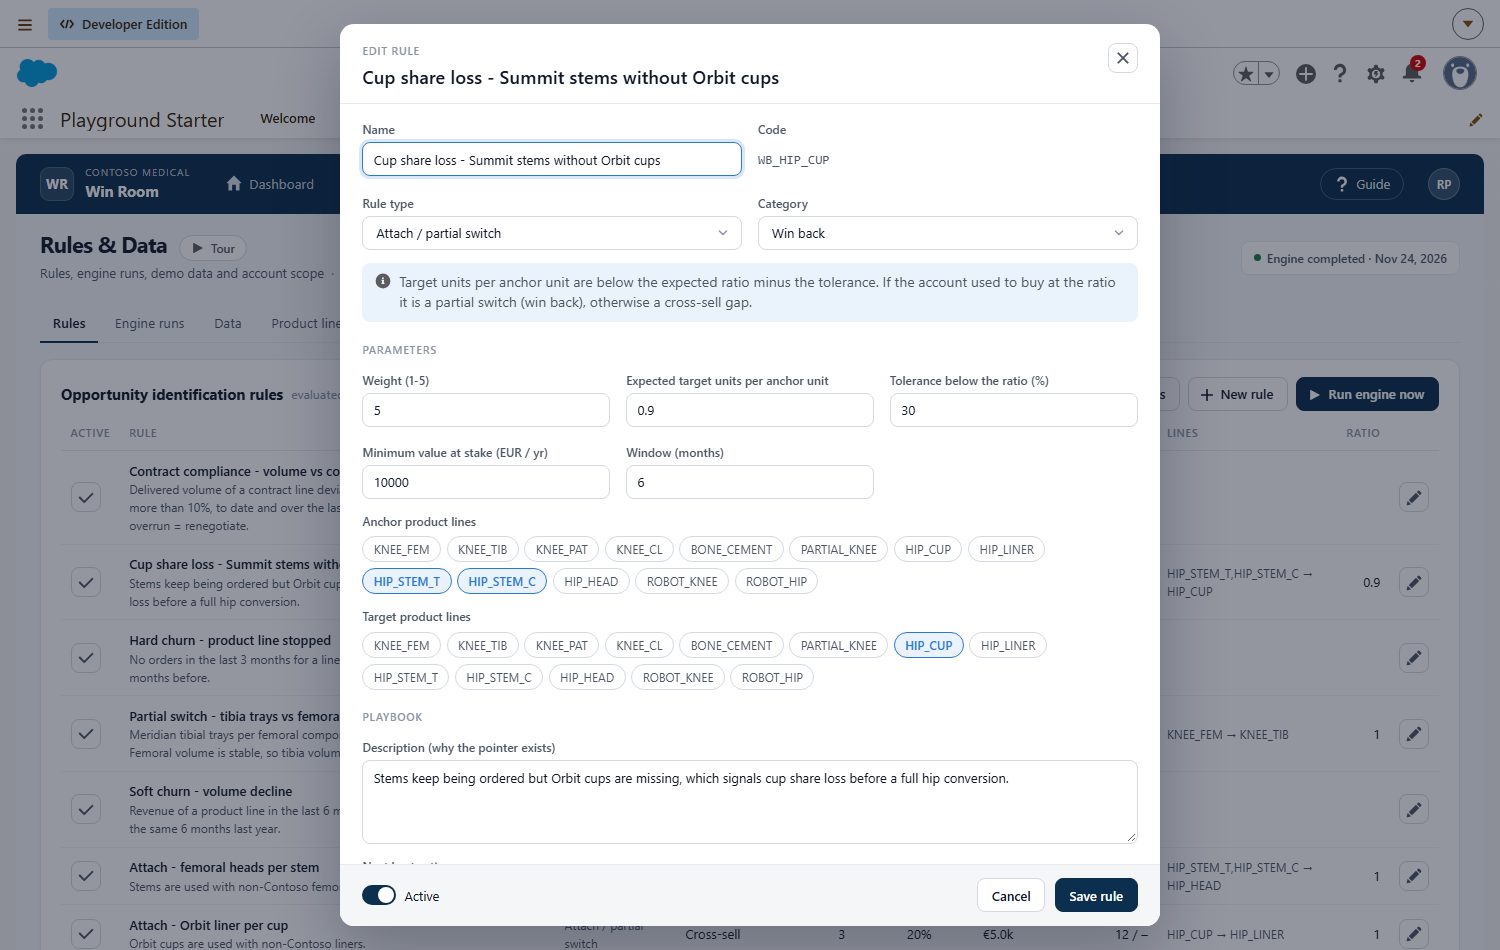 Developer Edition
2
Playground Starter
Welcome
WR
CONTOSO MEDICAL
Win Room
Dashboard
Guide
RP
Rules & Data
Tour
Rules, engine runs, demo data and account scope ·
Engine completed · Nov 24, 2026
Rules
Engine runs
Data
Product line
Opportunity identification rules
evaluated
New rule
Run engine now
ACTIVE
RULE
LINES
RATIO
Contract compliance - volume vs co
Delivered volume of a contract line devi
more than 10%, to date and over the las
overrun = renegotiate.
Cup share loss - Summit stems with
Stems keep being ordered but Orbit cup
loss before a full hip conversion.
HIP_STEM_T,HIP_STEM_C →
HIP_CUP
0.9
Hard churn - product line stopped
No orders in the last 3 months for a line
months before.
Partial switch - tibia trays vs femora
Meridian tibial trays per femoral compo
Femoral volume is stable, so tibia volum
KNEE_FEM → KNEE_TIB
1
Soft churn - volume decline
Revenue of a product line in the last 6 m
the same 6 months last year.
Attach - femoral heads per stem
Stems are used with non-Contoso femo
HIP_STEM_T,HIP_STEM_C →
HIP_HEAD
1
Attach - Orbit liner per cup
Orbit cups are used with non-Contoso liners.
Attach / partial
switch
Cross-sell
3
20%
€5.0k
12 / –
HIP_CUP → HIP_LINER
1
EDIT RULE
Cup share loss - Summit stems without Orbit cups
Name
Code
Cup share loss - Summit stems without Orbit cups
WB_HIP_CUP
Rule type
Category
Attach / partial switch
Win back
Target units per anchor unit are below the expected ratio minus the tolerance. If the account used to buy at the ratio
it is a partial switch (win back), otherwise a cross-sell gap.
PARAMETERS
Weight (1-5)
Expected target units per anchor unit
Tolerance below the ratio (%)
5
0.9
30
Minimum value at stake (EUR / yr)
Window (months)
10000
6
Anchor product lines
KNEE_FEM
KNEE_TIB
KNEE_PAT
KNEE_CL
BONE_CEMENT
PARTIAL_KNEE
HIP_CUP
HIP_LINER
HIP_STEM_T
HIP_STEM_C
HIP_HEAD
ROBOT_KNEE
ROBOT_HIP
Target product lines
KNEE_FEM
KNEE_TIB
KNEE_PAT
KNEE_CL
BONE_CEMENT
PARTIAL_KNEE
HIP_CUP
HIP_LINER
HIP_STEM_T
HIP_STEM_C
HIP_HEAD
ROBOT_KNEE
ROBOT_HIP
PLAYBOOK
Description (why the pointer exists)
Stems keep being ordered but Orbit cups are missing, which signals cup share loss before a full hip conversion.
Active
Cancel
Save rule